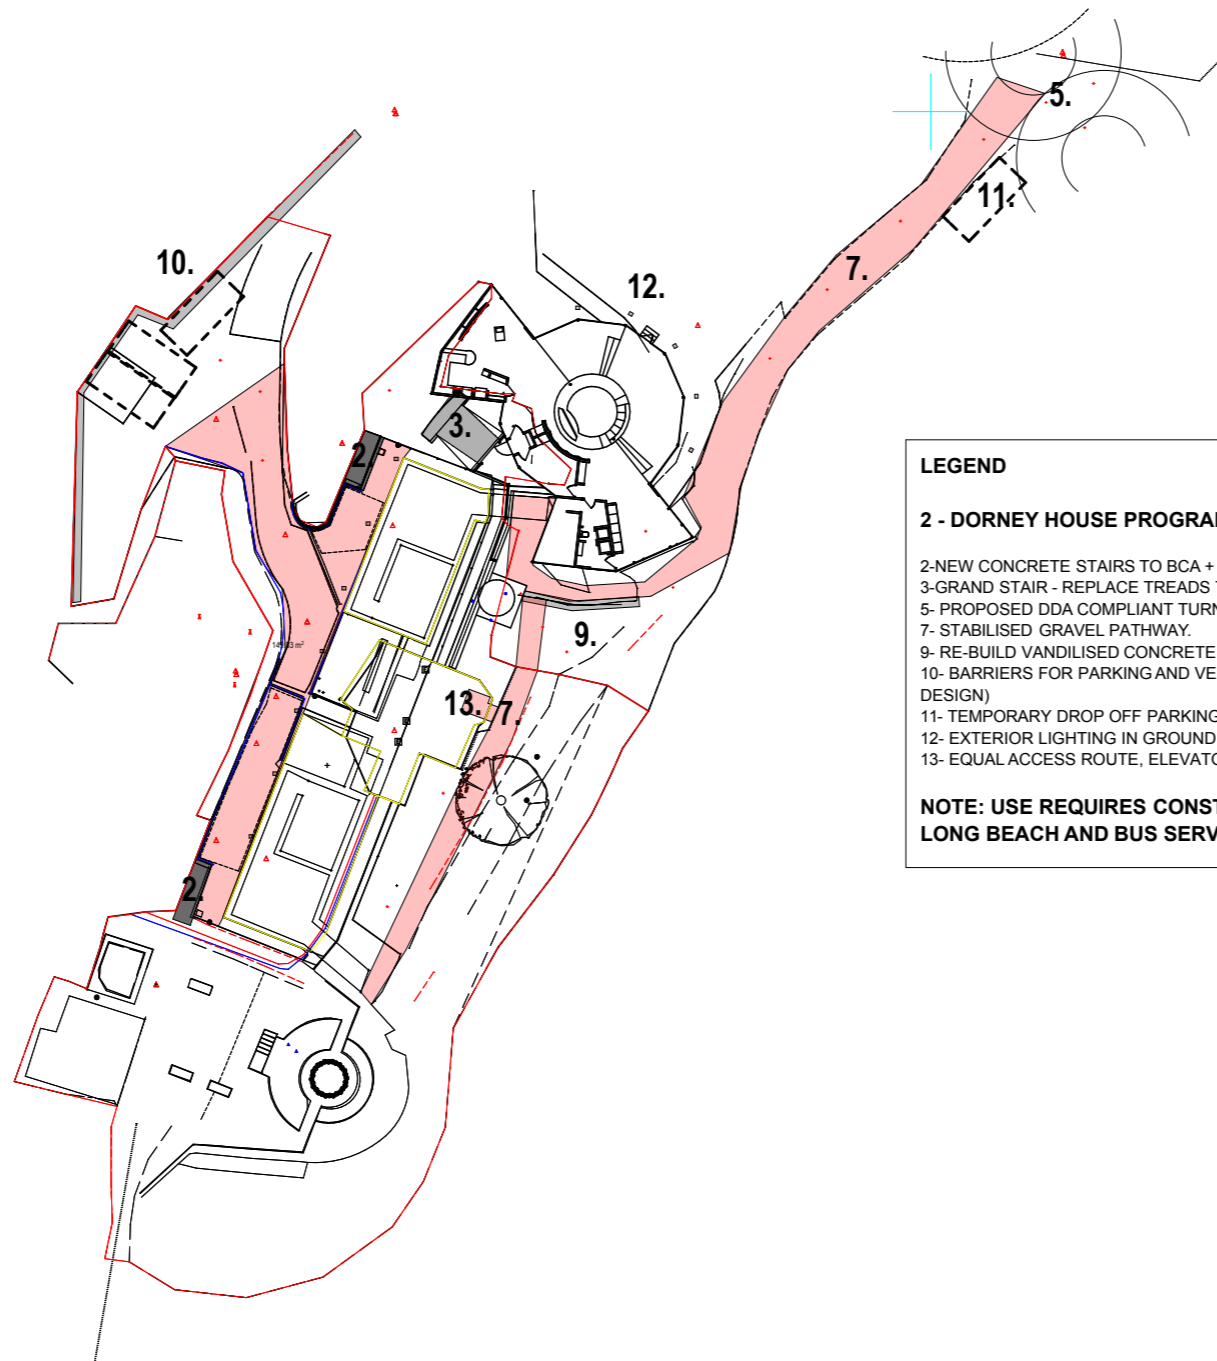 5.
11.
10.
7.
12.
3.
2.
LEGEND
2 - DORNEY HOUSE PROGRA
2-NEW CONCRETE STAIRS TO BCA +
3-GRAND STAIR - REPLACE TREADS
5- PROPOSED DDA COMPLIANT TURN
7- STABILISED GRAVEL PATHWAY.
9- RE-BUILD VANDILISED CONCRETE
10- BARRIERS FOR PARKING AND VE
DESIGN)
11- TEMPORARY DROP OFF PARKING
12- EXTERIOR LIGHTING IN GROUND
13- EQUAL ACCESS ROUTE, ELEVATO
NOTE: USE REQUIRES CONST
LONG BEACH AND BUS SERV
9.
13.
7.
2.